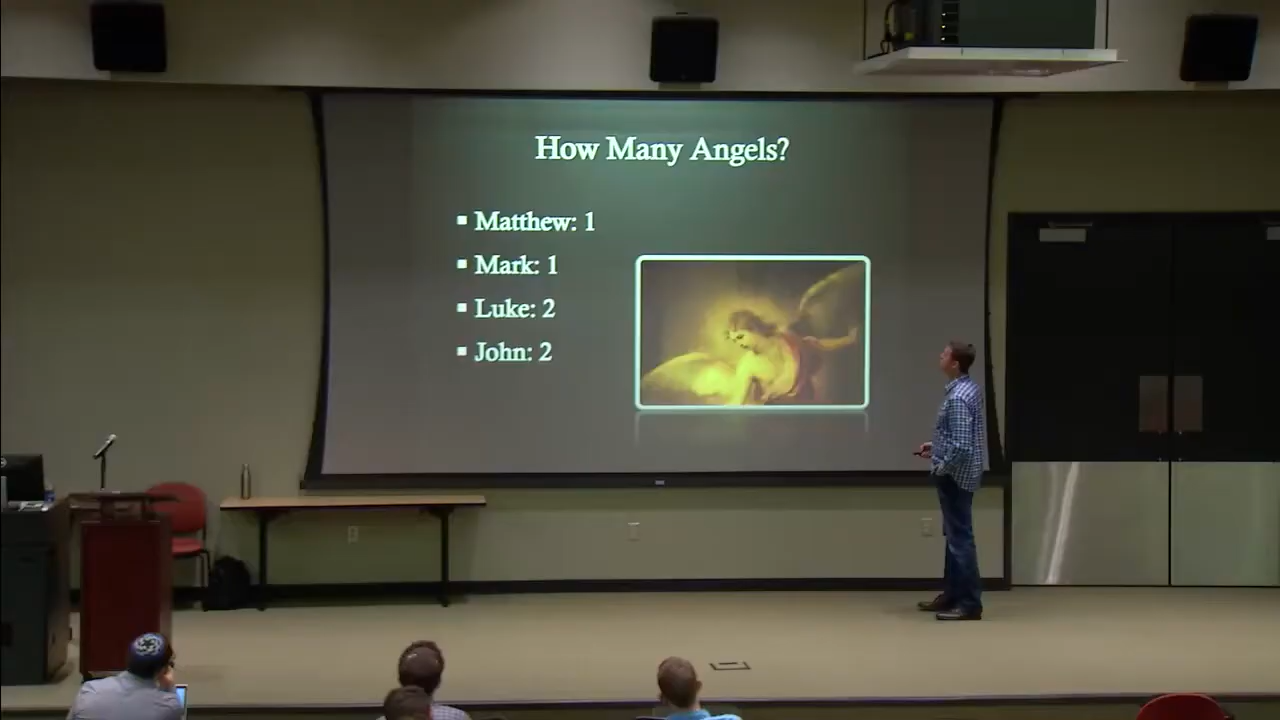 How Many Angels?
▪ Matthew: 1
▪ Mark: 1
▪ Luke: 2
▪ John: 2